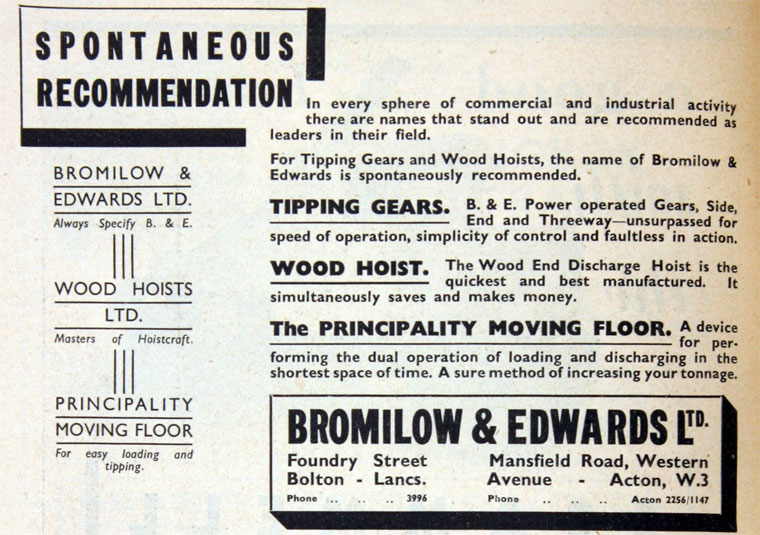 SPONTANEOUS
RECOMMENDATION
In every sphere of commercial and industrial activity
there are names that stand out and are recommended as
leaders in their field.
For Tipping Gears and Wood Hoists, the name of Bromilow &
Edwards is spontaneously recommended.
TIPPING GEARS. B. & E. Power operated Gears, Side,
End and Threeway—unsurpassed for
speed of operation, simplicity of control and faultless in action.
WOOD HOIST. The Wood End Discharge Hoist is the
quickest and best manufactured. It
simultaneously saves and makes money.
The PRINCIPALITY MOVING FLOOR. A device
for per-
forming the dual operation of loading and discharging in the
shortest space of time. A sure method of increasing your tonnage.
BROMILOW &
EDWARDS LTD.
Always Specify B. & E.
WOOD HOISTS
LTD.
Masters of Hoistcraft.
PRINCIPALITY
MOVING FLOOR
For easy loading and
tipping.
BROMILOW & EDWARDS LTD.
Foundry Street
Bolton - Lancs.
Phone .. .. .. 3996
Mansfield Road, Western
Avenue - Acton, W.3
Phone .. .. .. Acton 2256/1147